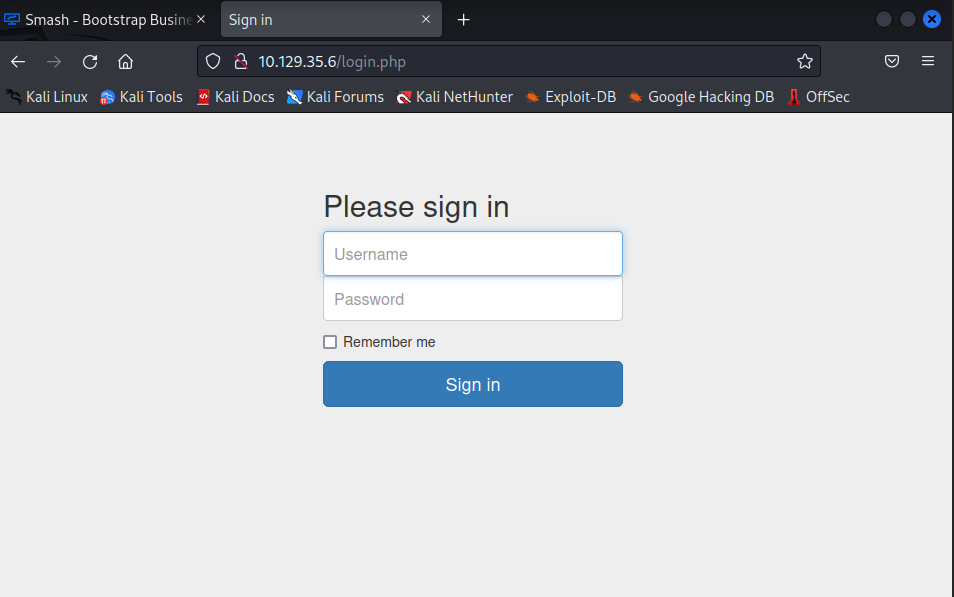 Smash - Bootstrap Busine
Sign in
10.129.35.6/login.php
Kali Linux Kali Tools Kali Docs Kali Forums Kali NetHunter Exploit-DB Google Hacking DB OffSec
Please sign in
Username
Password
Remember me
Sign in